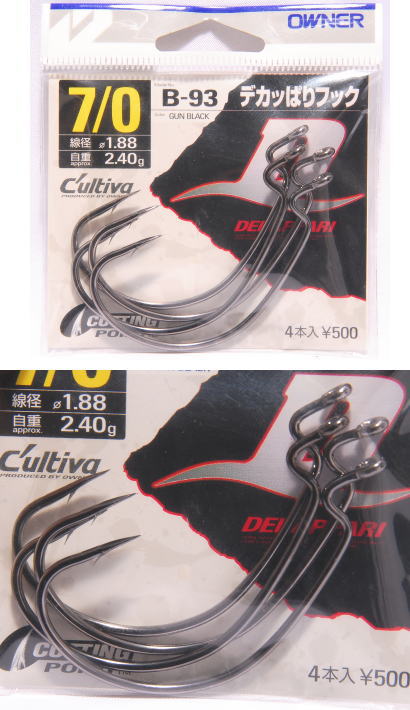 OWNER
7/0
B-93
デカッぱりフック
GUN BLACK
線径 ø1.88
自重 approx. 2.40g
C'ultiva
PRODUCED BY OWNER
CUTTING
4本入 ¥500
7/0
線径 ø1.88
自重 approx. 2.40g
C'ultiva
PRODUCED BY
4本入 ¥500